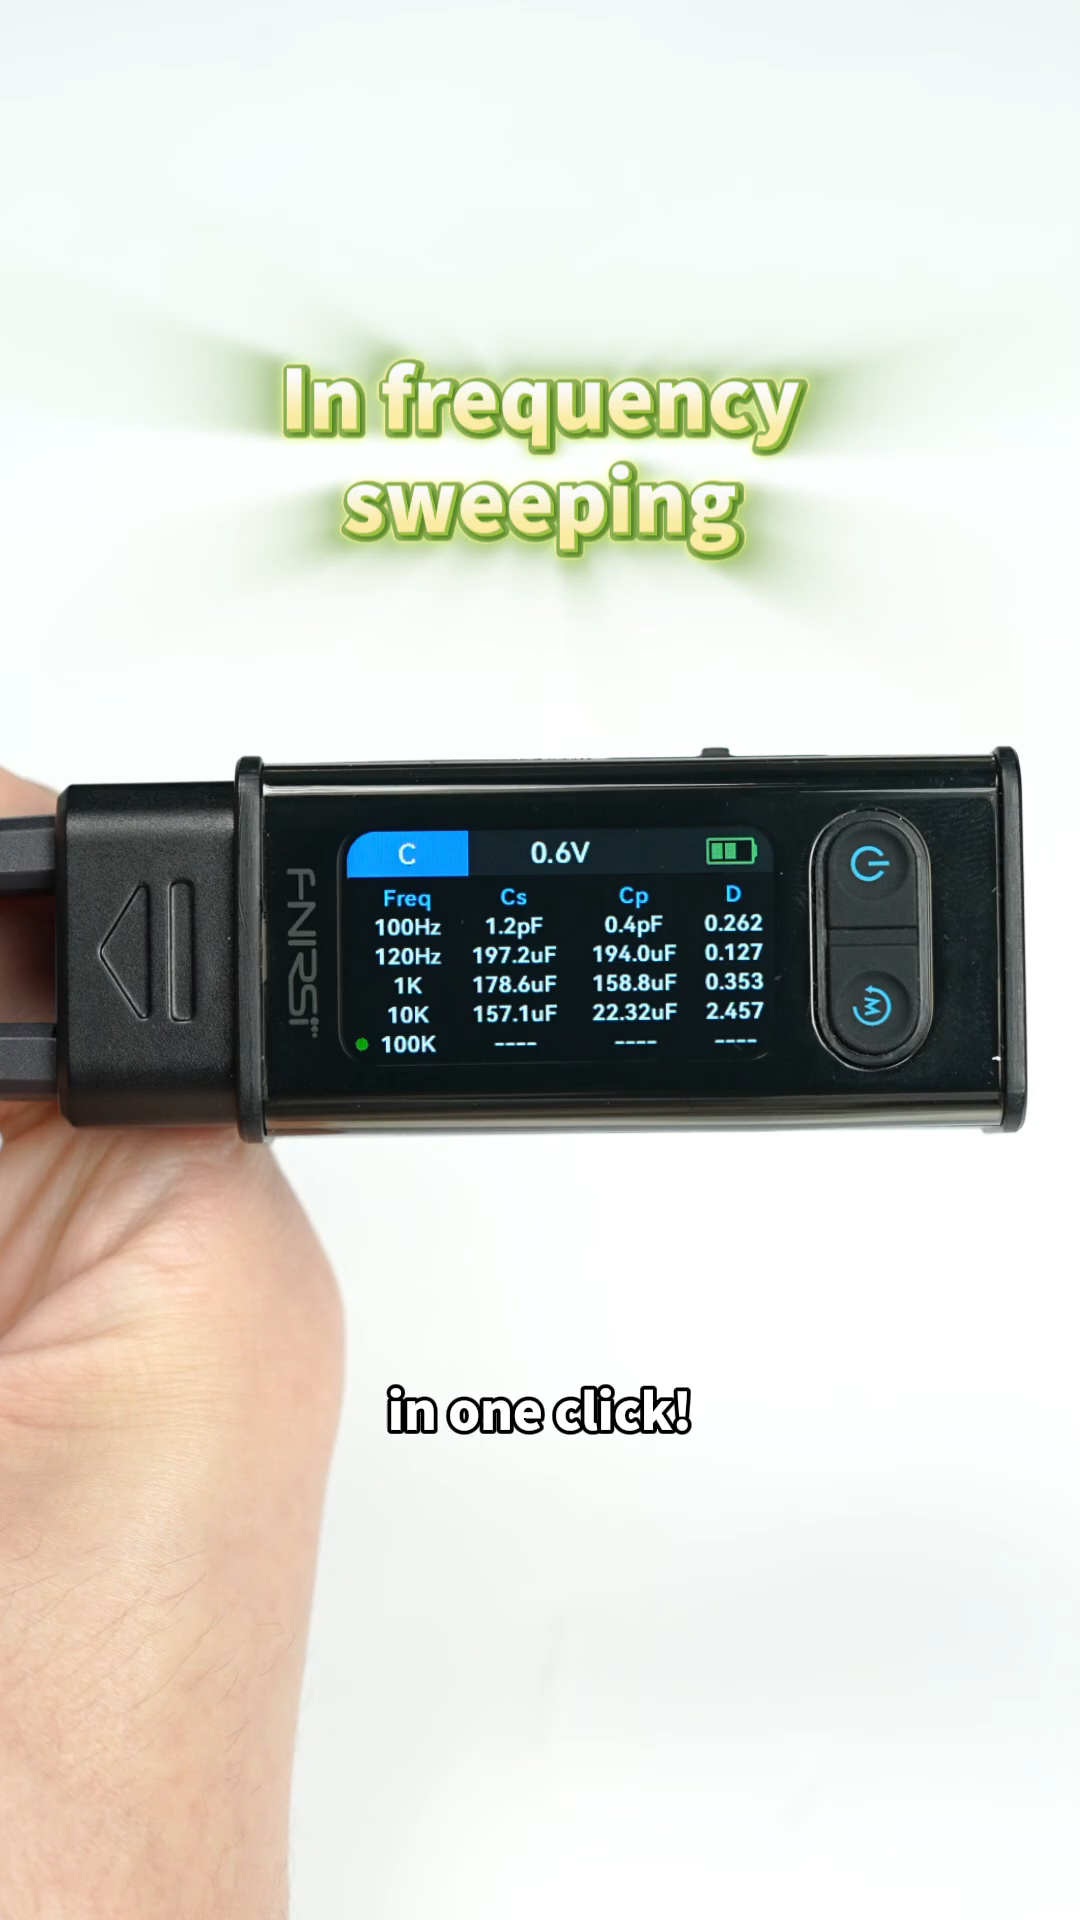 In frequency
sweeping
FNIRSI
C 0.6V
Freq Cs Cp D
100Hz 1.2pF 0.4pF 0.262
120Hz 197.2uF 194.0uF 0.127
1K 178.6uF 158.8uF 0.353
10K 157.1uF 22.32uF 2.457
100K ---- ---- ----
M
in one click!